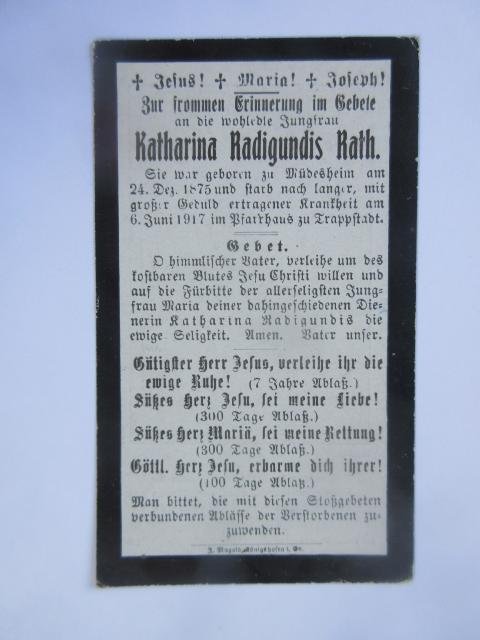 ✝ Jesus! ✝ Maria! ✝ Joseph!
Zur frommen Erinnerung im Gebete
an die wohledle Jungfrau
Katharina Radigundis Rath.
Sie war geboren zu Müdesheim am
24. Dez. 1875 und starb nach langer, mit
großer Geduld ertragener Krankheit am
6. Juni 1917 im Pfarrhaus zu Trappstadt.
Gebet.
O himmlischer Vater, verleihe um des
kostbaren Blutes Jesu Christi willen und
auf die Fürbitte der allerseligsten Jung-
frau Maria deiner dahingeschiedenen Die-
nerin Katharina Radigundis die
ewige Seligkeit. Amen. Vater unser.
Gütigster Herr Jesus, verleihe ihr die
ewige Ruhe! (7 Jahre Ablaß.)
Süßes Herz Jesu, sei meine Liebe!
(300 Tage Ablaß.)
Süßes Herz Mariä, sei meine Rettung!
(300 Tage Ablaß.)
Göttl. Herz Jesu, erbarme dich ihrer!
(100 Tage Ablaß.)
Man bittet, die mit diesen Stoßgebeten
verbundenen Ablässe der Verstorbenen zu-
zuwenden.
Königshofen i. Gr.